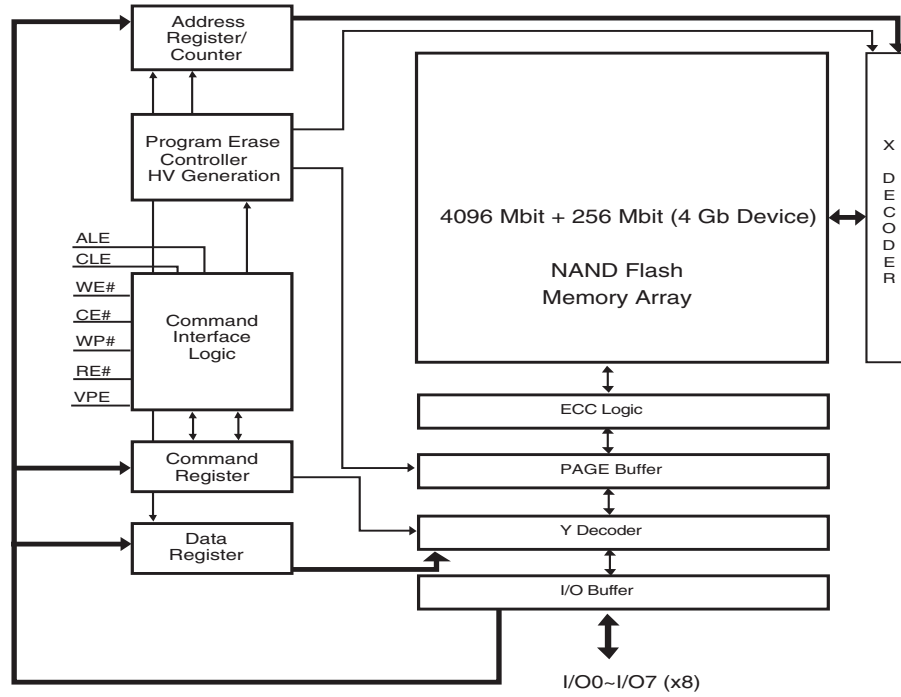 Address
Register/
Counter
Program Erase
Controller
HV Generation
ALE
CLE
WE#
CE#
WP#
RE#
VPE
Command
Interface
Logic
Command
Register
Data
Register
4096 Mbit + 256 Mbit (4 Gb Device)
NAND Flash
Memory Array
X
D
E
C
O
D
E
R
ECC Logic
PAGE Buffer
Y Decoder
I/O Buffer
I/O0~I/O7 (x8)